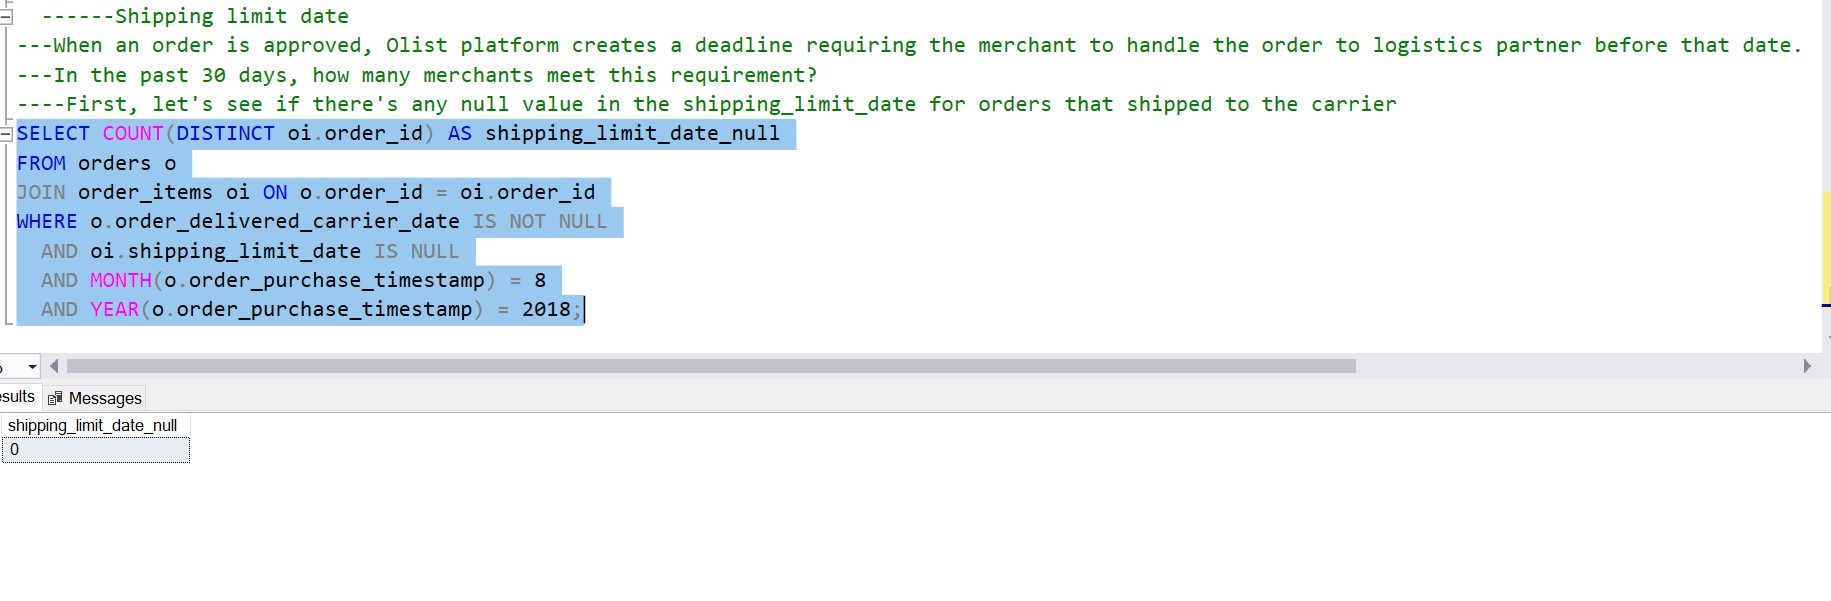 ------Shipping limit date
---When an order is approved, Olist platform creates a deadline requiring the merchant to handle the order to logistics partner before that date.
---In the past 30 days, how many merchants meet this requirement?
----First, let's see if there's any null value in the shipping_limit_date for orders that shipped to the carrier
SELECT COUNT(DISTINCT oi.order_id) AS shipping_limit_date_null
FROM orders o
JOIN order_items oi ON o.order_id = oi.order_id
WHERE o.order_delivered_carrier_date IS NOT NULL
AND oi.shipping_limit_date IS NULL
AND MONTH(o.order_purchase_timestamp) = 8
AND YEAR(o.order_purchase_timestamp) = 2018;
esults Messages
shipping_limit_date_null
0